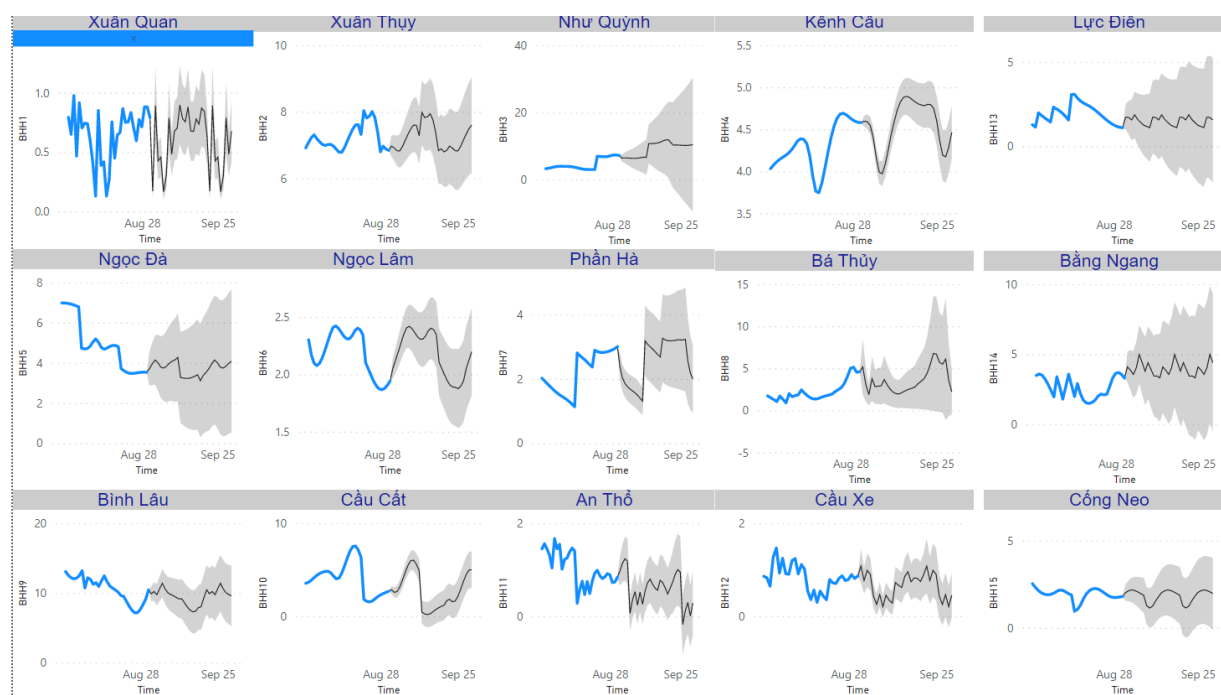 Xuân Quan
v
1.0
0.5
0.0
BHH1
Aug 28
Sep 25
Time
Xuân Thụy
10
8
6
BHH2
Aug 28
Sep 25
Time
Như Quỳnh
40
20
0
BHH3
Aug 28
Sep 25
Time
Kênh Câu
5.5
5.0
4.5
4.0
3.5
BHH4
Aug 28
Sep 25
Time
Lực Điên
5
0
BHH13
Aug 28
Sep 25
Time
Ngọc Đà
8
6
4
2
0
BHH5
Aug 28
Sep 25
Time
Ngọc Lâm
2.5
2.0
1.5
BHH6
Aug 28
Sep 25
Time
Phần Hà
4
2
0
BHH7
Aug 28
Sep 25
Time
Bá Thủy
15
10
5
0
-5
BHH8
Aug 28
Sep 25
Time
Bằng Ngang
10
5
0
BHH14
Aug 28
Sep 25
Time
Bình Lâu
20
10
0
BHH9
Aug 28
Sep 25
Time
Cầu Cất
10
0
BHH10
Aug 28
Sep 25
Time
An Thổ
2
0
BHH11
Aug 28
Sep 25
Time
Cầu Xe
2
0
BHH12
Aug 28
Sep 25
Time
Cống Neo
5
0
BHH15
Aug 28
Sep 25
Time